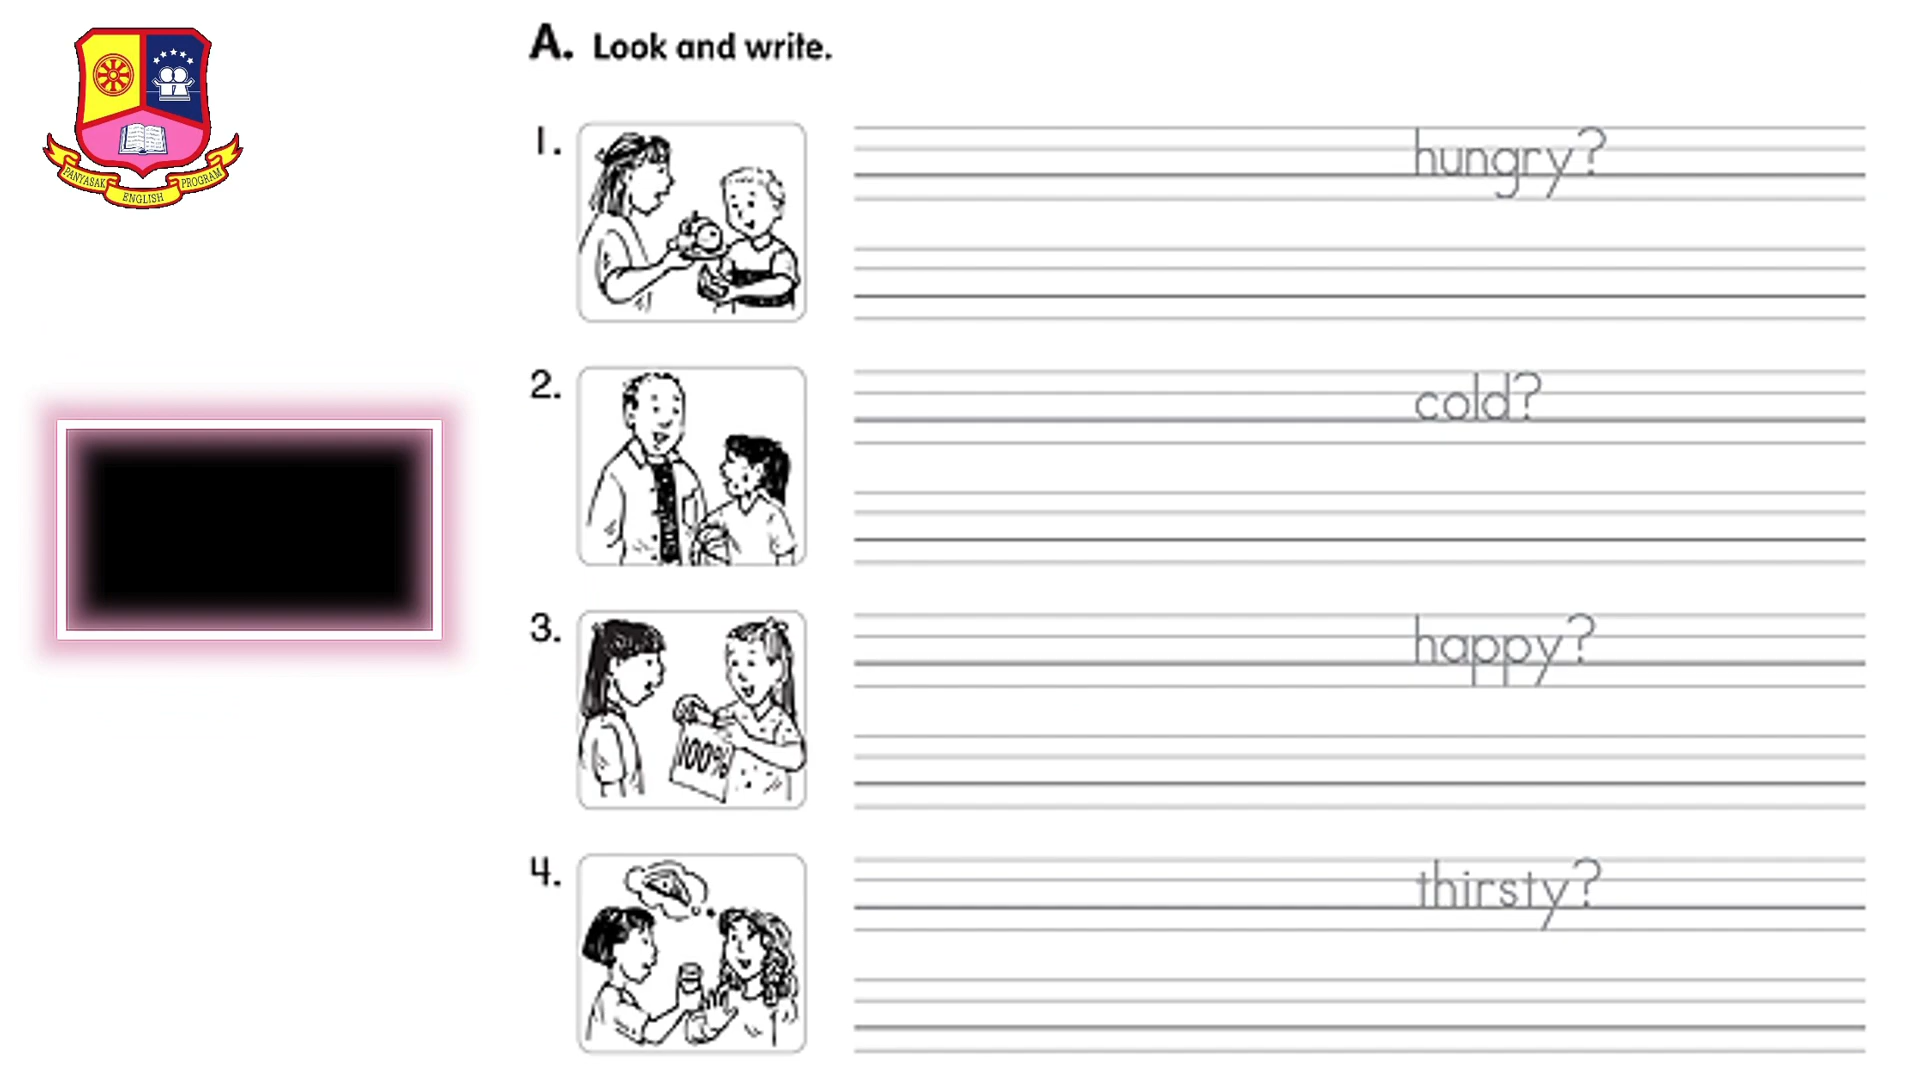 PANYASAK ENGLISH PROGRAM
A. Look and write.
1. hungry?
2. cold?
3. happy?
100%
4. thirsty?